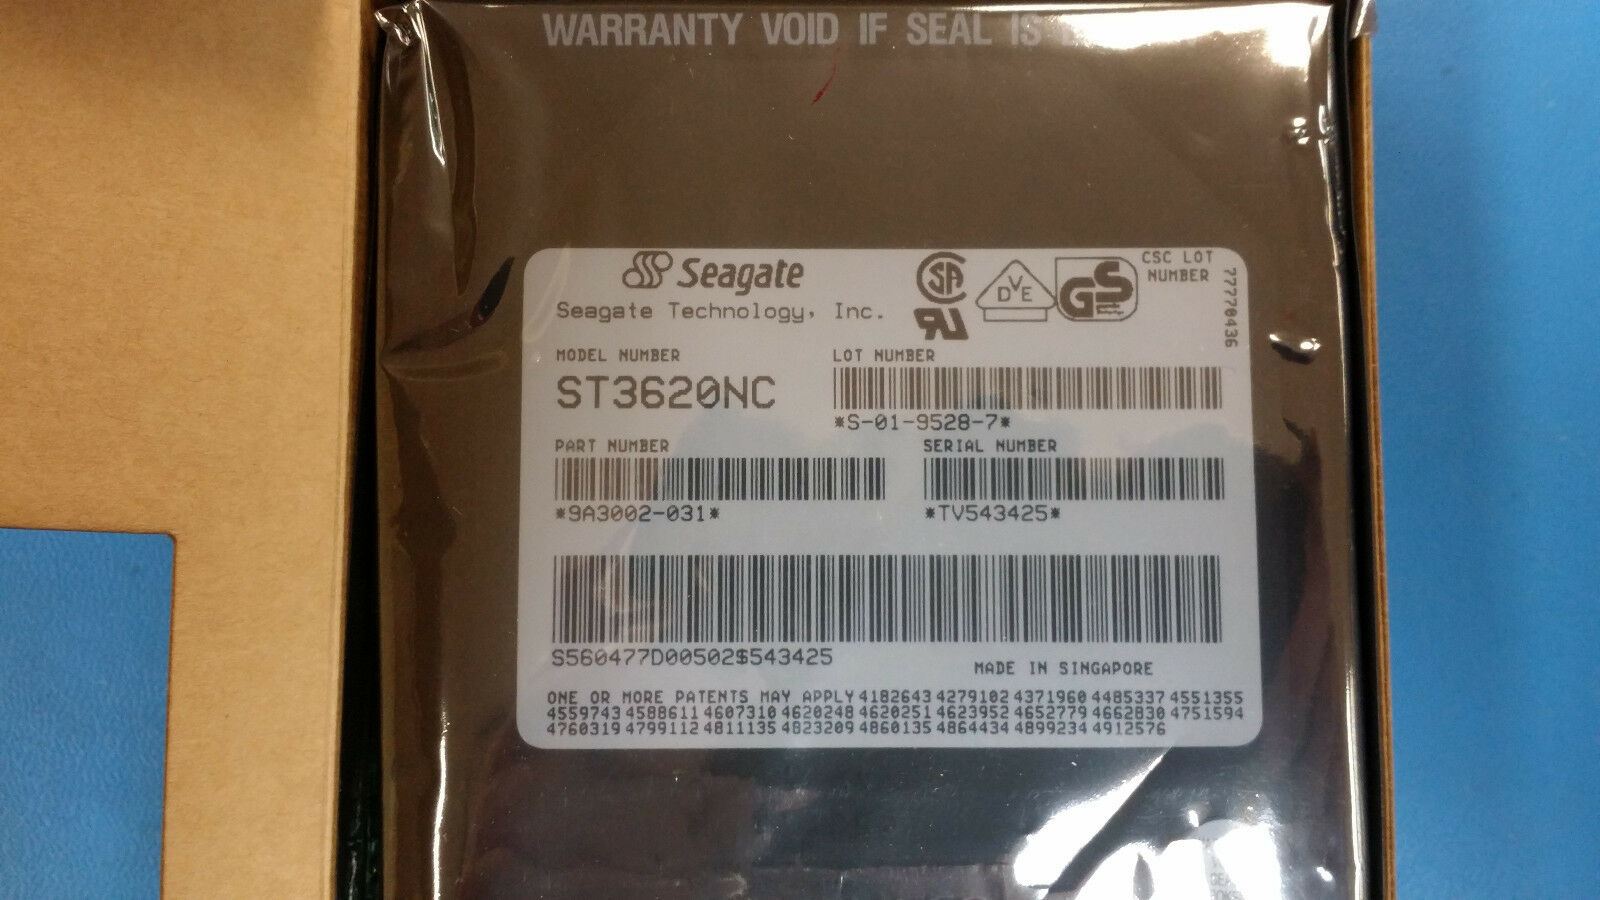 WARRANTY VOID IF SEAL IS
Seagate
Seagate Technology, Inc.
CSA
DVE
GS
CSC LOT
NUMBER
77770436
MODEL NUMBER
ST3620NC
LOT NUMBER
*S-01-9528-7*
PART NUMBER
*9A3002-031*
SERIAL NUMBER
*TV543425*
S560477D00502$543425
MADE IN SINGAPORE
ONE OR MORE PATENTS MAY APPLY 4182643 4279102 4371960 4485337 4551355
4559743 4588611 4607310 4620248 4620251 4623952 4652779 4662830 4751594
4760319 4799112 4811135 4823209 4860135 4864434 4899234 4912576